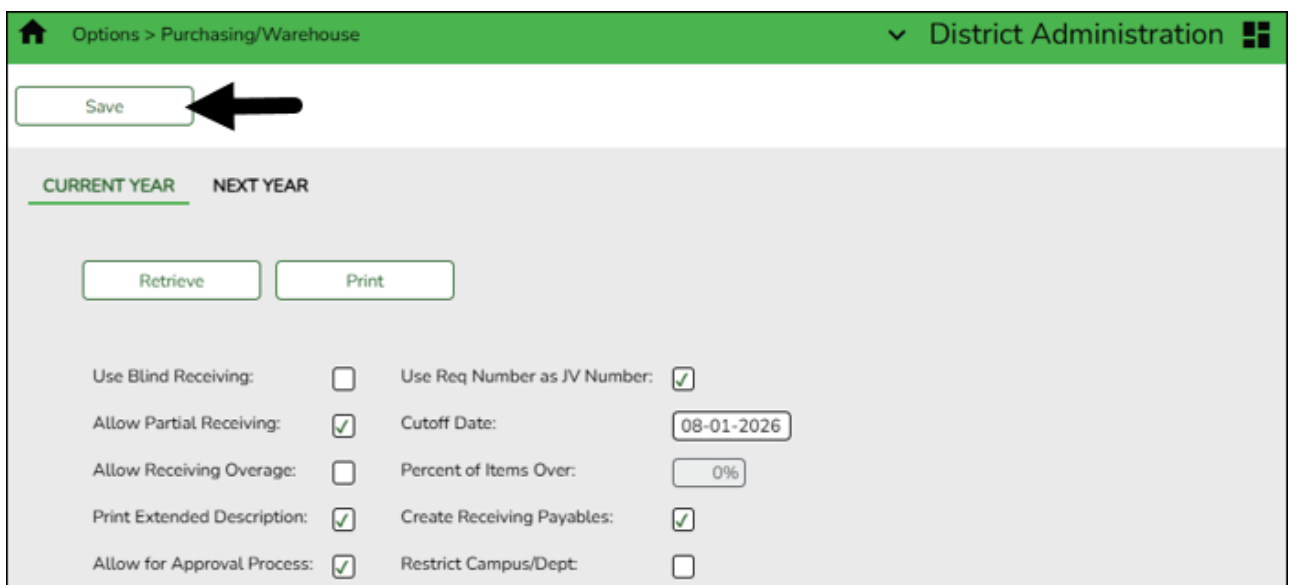 Options > Purchasing/Warehouse District Administration
Save
CURRENT YEAR NEXT YEAR
Retrieve Print
Use Blind Receiving: Use Req Number as JV Number:
Allow Partial Receiving: Cutoff Date: 08-01-2026
Allow Receiving Overage: Percent of Items Over: 0%
Print Extended Description: Create Receiving Payables:
Allow for Approval Process: Restrict Campus/Dept: